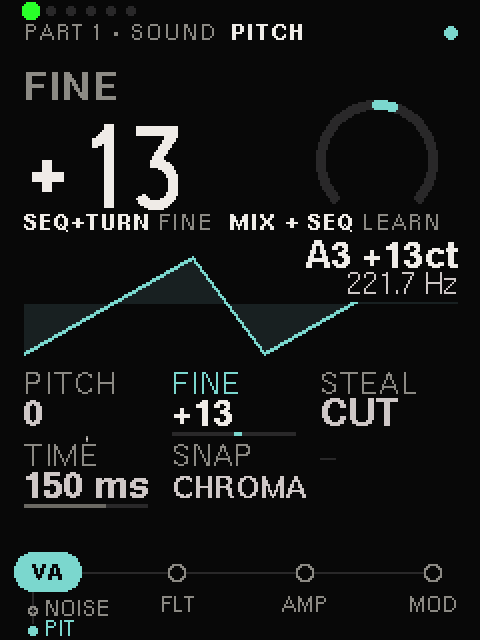 PART 1 · SOUND PITCH
FINE
+13
SEQ+TURN FINE MIX + SEQ LEARN
A3 +13ct
221.7 Hz
PITCH FINE STEAL
0 +13 CUT
TIME SNAP —
150 ms CHROMA
VA
NOISE FLT AMP MOD
PIT